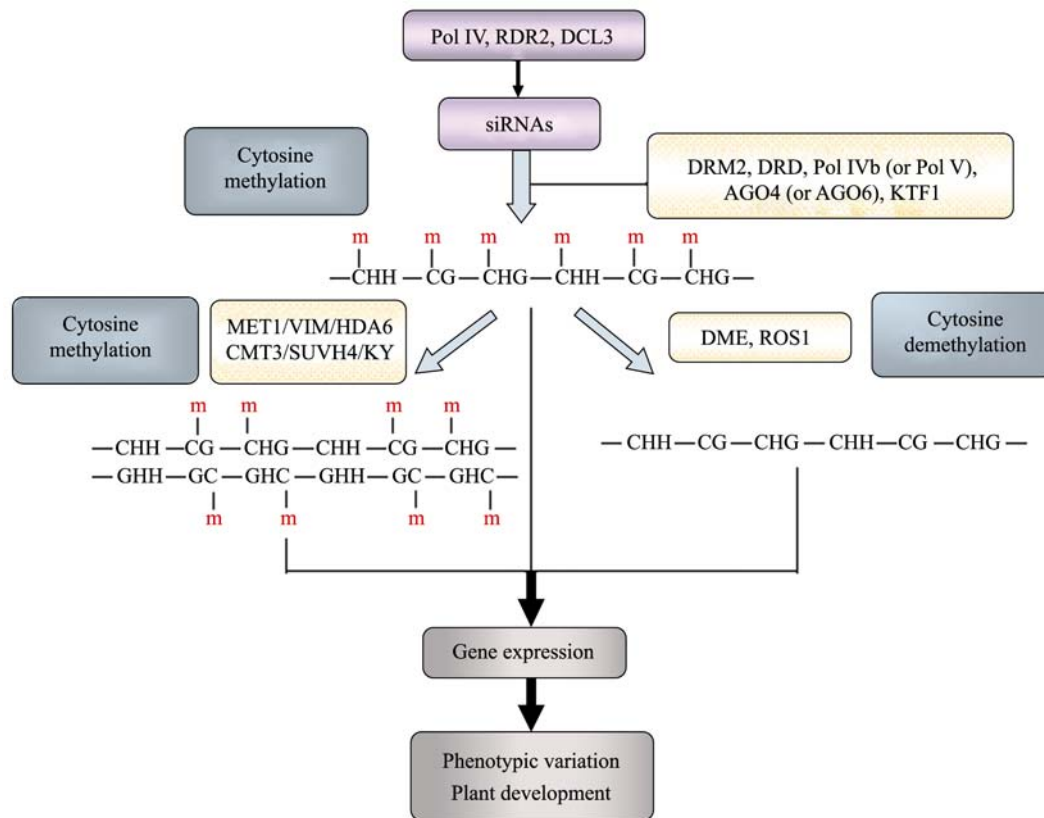 Pol IV, RDR2, DCL3
siRNAs
Cytosine
methylation
DRM2, DRD, Pol IVb (or Pol V),
AGO4 (or AGO6), KTF1
m m m m m m
—CHH—CG—CHG—CHH—CG—CHG—
Cytosine
methylation
MET1/VIM/HDA6
CMT3/SUVH4/KY
DME, ROS1
Cytosine
demethylation
m m m m
—CHH—CG—CHG—CHH—CG—CHG—
—GHH—GC—GHC—GHH—GC—GHC—
m m m m
—CHH—CG—CHG—CHH—CG—CHG—
Gene expression
Phenotypic variation
Plant development